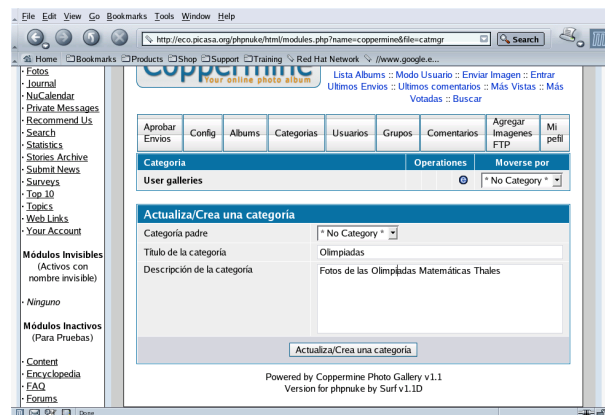 File Edit View Go Bookmarks Tools Window Help
http://eco.picasa.org/phpnuke/html/modules.php?name=coppermine&file=catmgr
Search
Home Bookmarks Products Shop Support Training Red Hat Network //www.google.e...
· Fotos
· Journal
· NuCalendar
· Private Messages
· Recommend Us
· Search
· Statistics
· Stories Archive
· Submit News
· Surveys
· Top 10
· Topics
· Web Links
· Your Account
Módulos Invisibles
(Activos con
nombre invisible)
· Ninguno
Módulos Inactivos
(Para Pruebas)
· Content
· Encyclopedia
· FAQ
· Forums
Coppermine
Your online photo album
Lista Albums :: Modo Usuario :: Enviar Imagen :: Entrar
Ultimos Envios :: Ultimos comentarios :: Más Vistas :: Más
Votadas :: Buscar
Aprobar Envios Config Albums Categorias Usuarios Grupos Comentarios Agregar Imagenes FTP Mi pefil
Categoria Operationes Moverse por
User galleries e * No Category *
Actualiza/Crea una categoría
Categoría padre * No Category *
Título de la categoría Olimpiadas
Descripción de la categoría Fotos de las Olimpiadas Matemáticas Thales
Actualiza/Crea una categoría
Powered by Coppermine Photo Gallery v1.1
Version for phpnuke by Surf v1.1D
Done